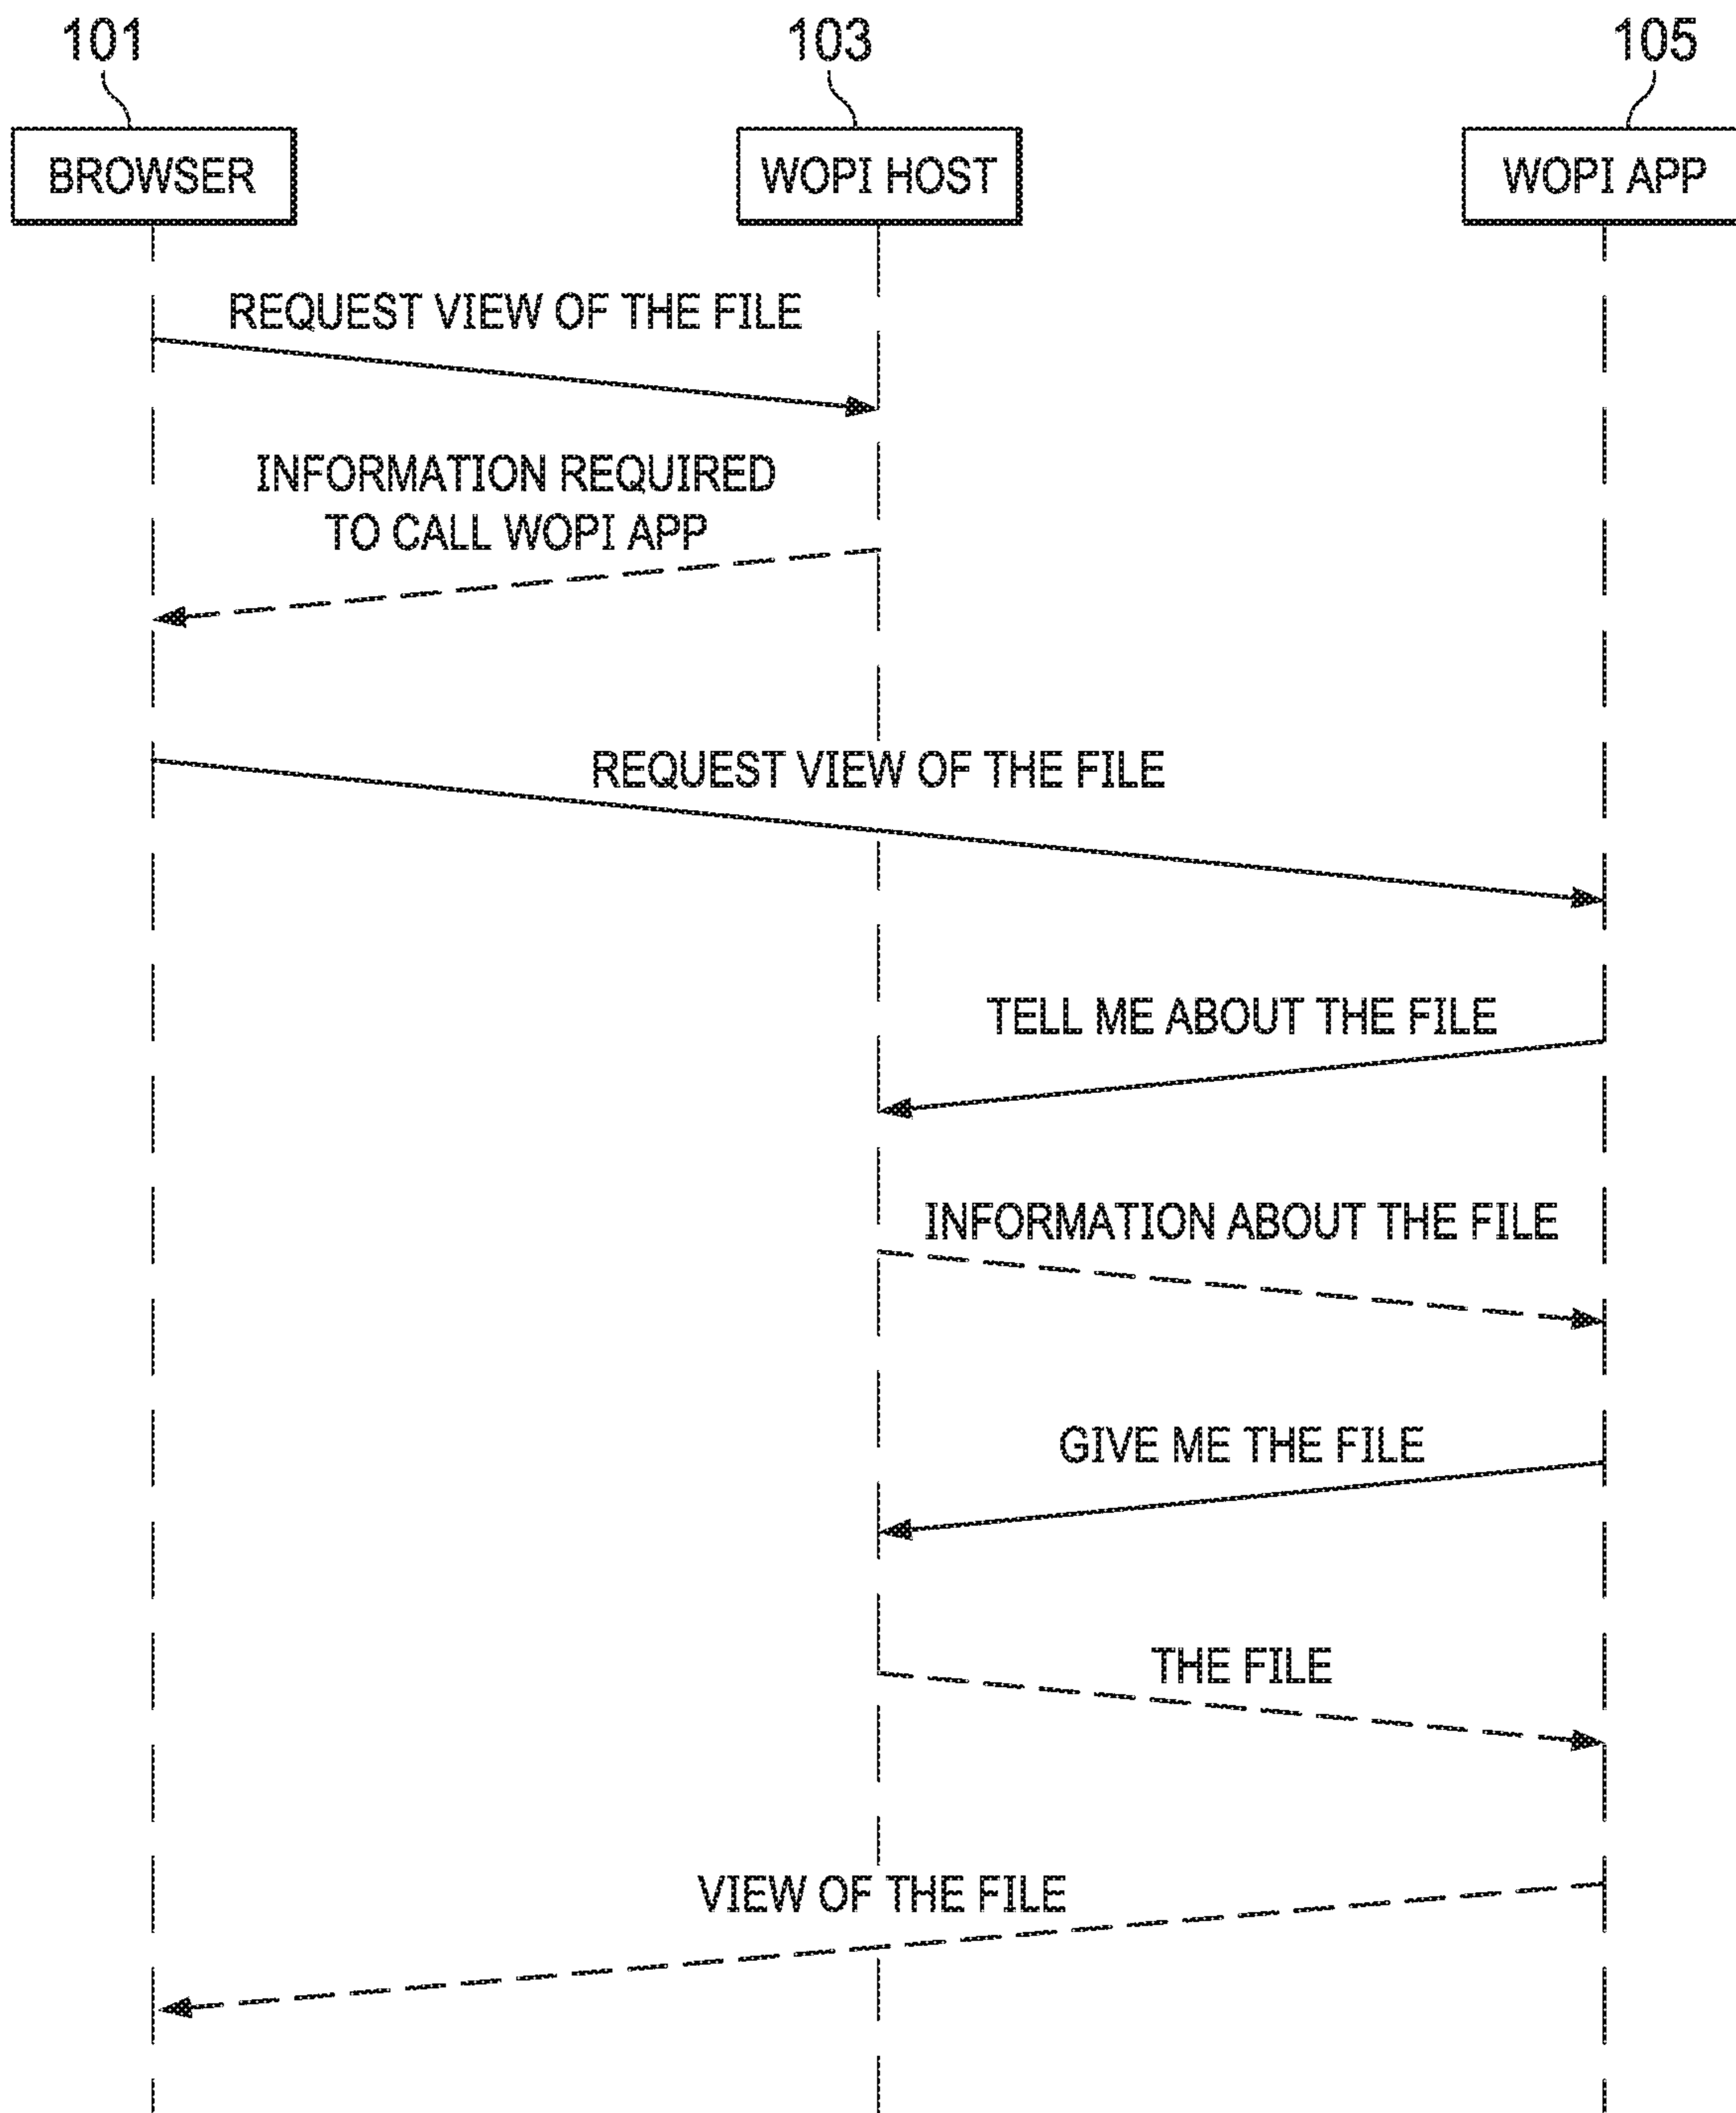 101
103
105
BROWSER
WOPI HOST
WOPI APP
REQUEST VIEW OF THE FILE
INFORMATION REQUIRED
TO CALL WOPI APP
REQUEST VIEW OF THE FILE
TELL ME ABOUT THE FILE
INFORMATION ABOUT THE FILE
GIVE ME THE FILE
THE FILE
VIEW OF THE FILE